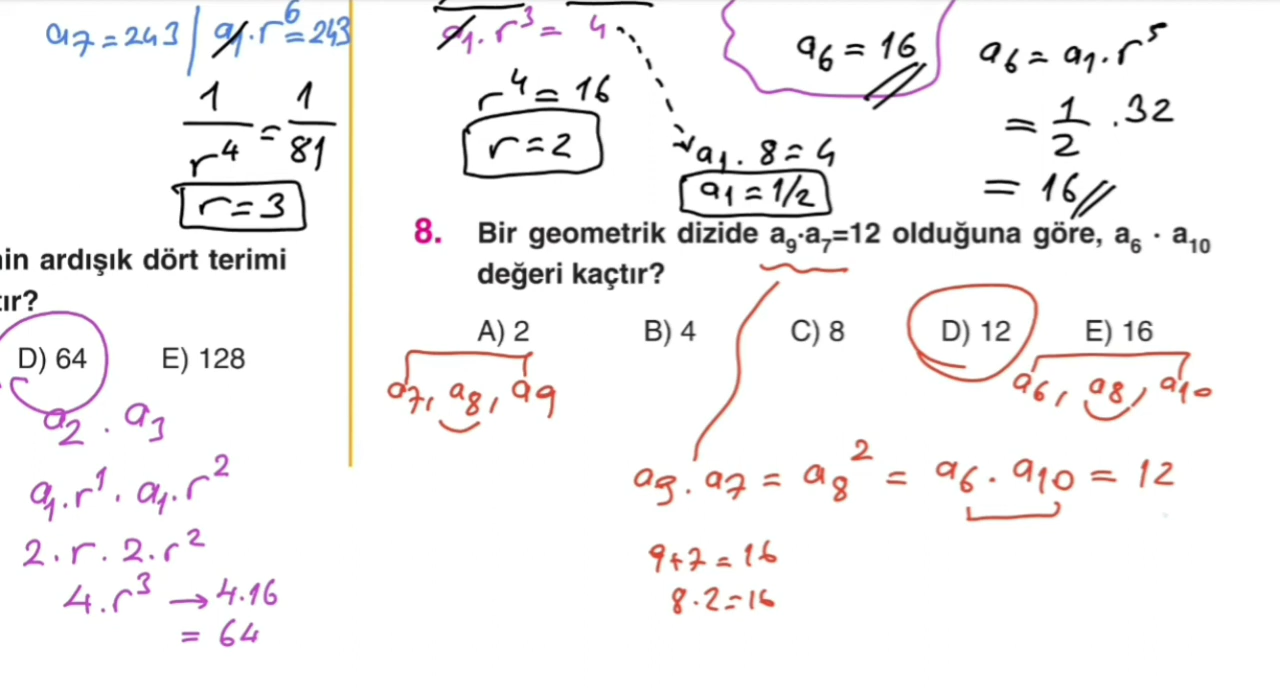 a7 = 243 | a1 · r^6 = 243
1/r^4 = 1/81
r = 3
in ardışık dört terimi
D) 64 E) 128
a2 · a3
a1 · r^1 · a1 · r^2
2 · r · 2 · r^2
4 · r^3 → 4 · 16
= 64
a1 · r^3 = 4
r^4 = 16
r = 2
a1 · 8 = 4
a1 = 1/2
a6 = 16
a6 = a1 · r^5
= 1/2 · 32
= 16
8. Bir geometrik dizide a9·a7=12 olduğuna göre, a6 · a10
değeri kaçtır?
A) 2 B) 4 C) 8 D) 12 E) 16
a7, a8, a9
a6, a8, a10
a9 · a7 = a8^2 = a6 · a10 = 12
9+7=16
8·2=16